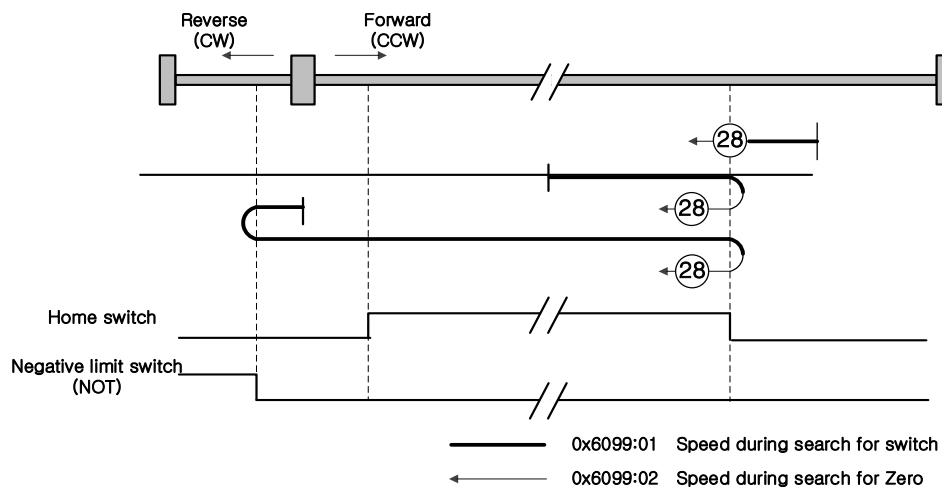 Reverse
(CW)
Forward
(CCW)
28
28
28
Home switch
Negative limit switch
(NOT)
0x6099:01 Speed during search for switch
0x6099:02 Speed during search for Zero